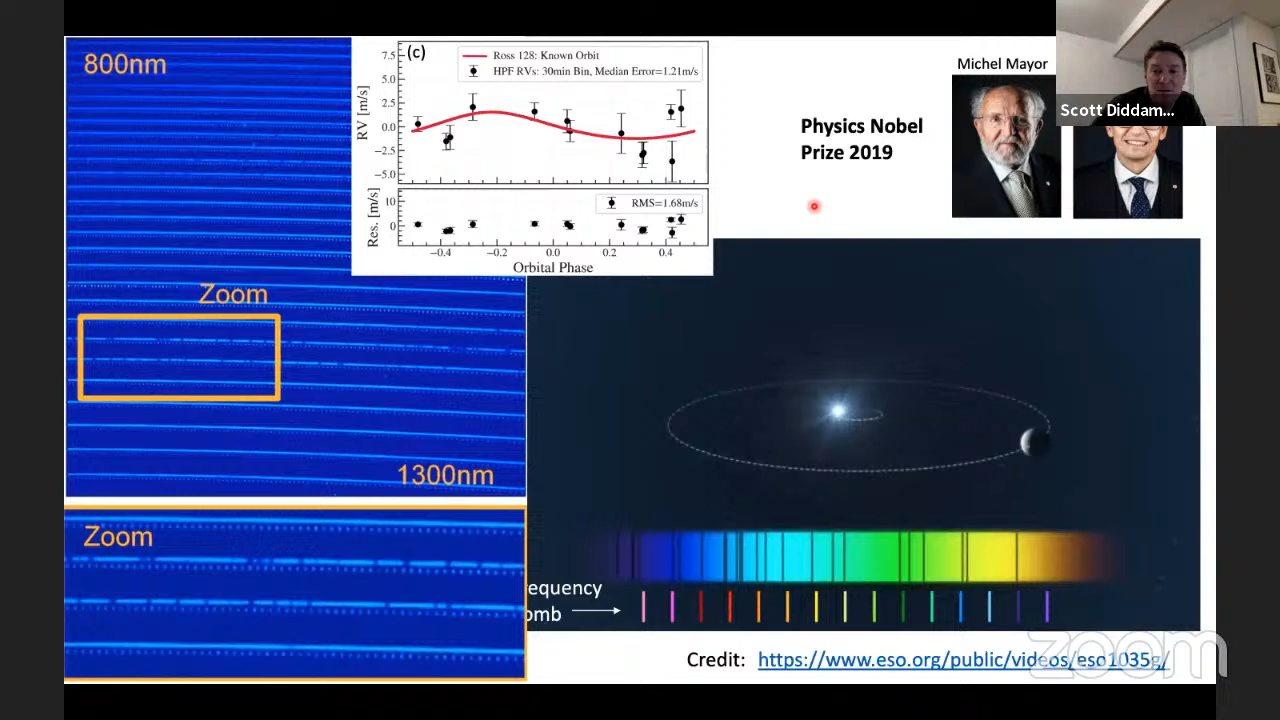 800nm
Zoom
1300nm
Zoom
(c)
Ross 128: Known Orbit
HPF RVs: 30min Bin, Median Error=1.21m/s
RV [m/s]
7.5
5.0
2.5
0.0
−2.5
−5.0
RMS=1.68m/s
Res. [m/s]
10
0
−0.4
−0.2
0.0
0.2
0.4
Orbital Phase
Physics Nobel
Prize 2019
Michel Mayor
Scott Diddam...
equency
omb
Credit: https://www.eso.org/public/videos/eso1035g/
zoom